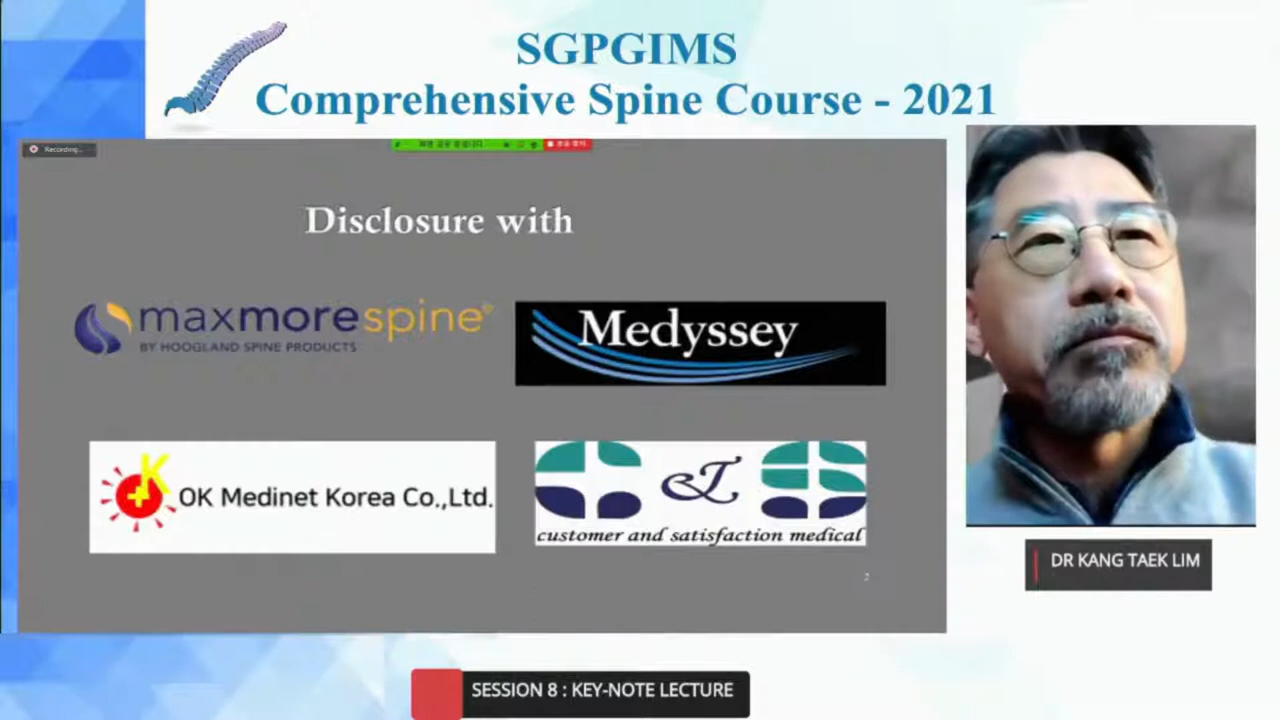 SGPGIMS
Comprehensive Spine Course - 2021
Recording...
Disclosure with
maxmorespine®
BY HOOGLAND SPINE PRODUCTS
Medyssey
K
OK Medinet Korea Co.,Ltd.
&
customer and satisfaction medical
2
DR KANG TAEK LIM
SESSION 8 : KEY-NOTE LECTURE